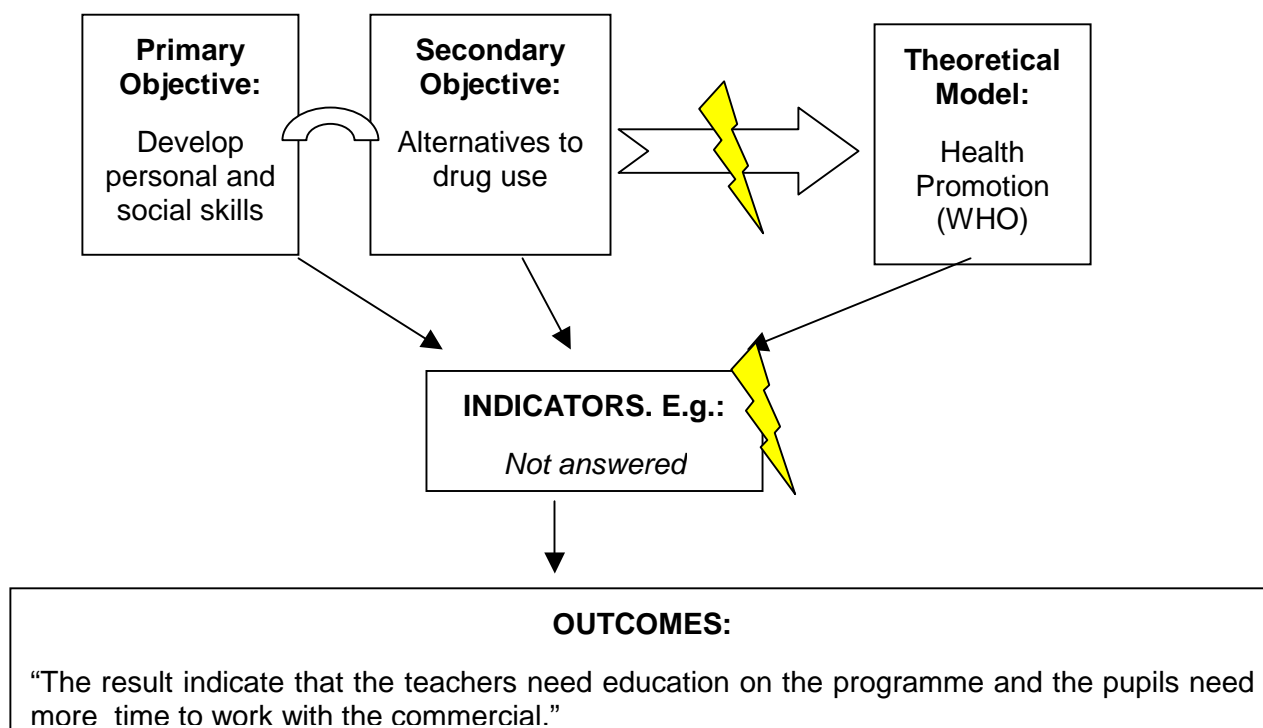 Primary
Objective:
Develop
personal and
social skills
Secondary
Objective:
Alternatives to
drug use
Theoretical
Model:
Health
Promotion
(WHO)
INDICATORS. E.g.:
Not answered
OUTCOMES:
“The result indicate that the teachers need education on the programme and the pupils need
more time to work with the commercial.”